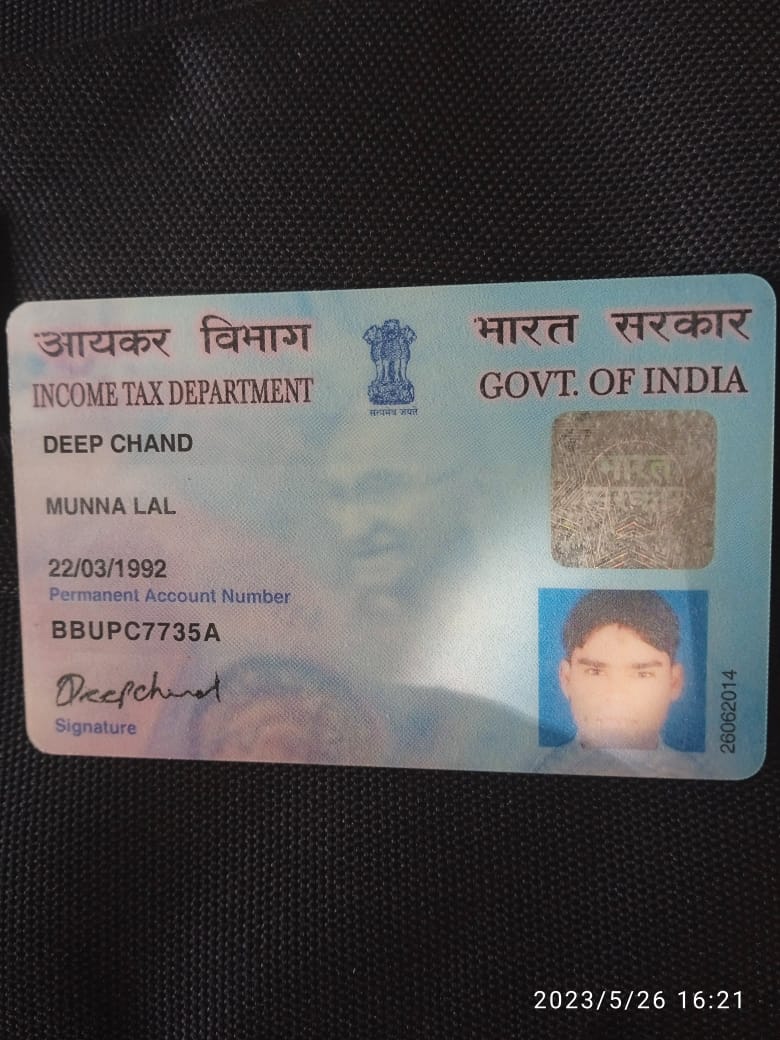 आयकर विभाग
INCOME TAX DEPARTMENT
सत्यमेव जयते
भारत सरकार
GOVT. OF INDIA
DEEP CHAND
MUNNA LAL
22/03/1992
Permanent Account Number
BBUPC7735A
Deepchand
Signature
भारत
सरकार
26062014
2023/5/26 16:21